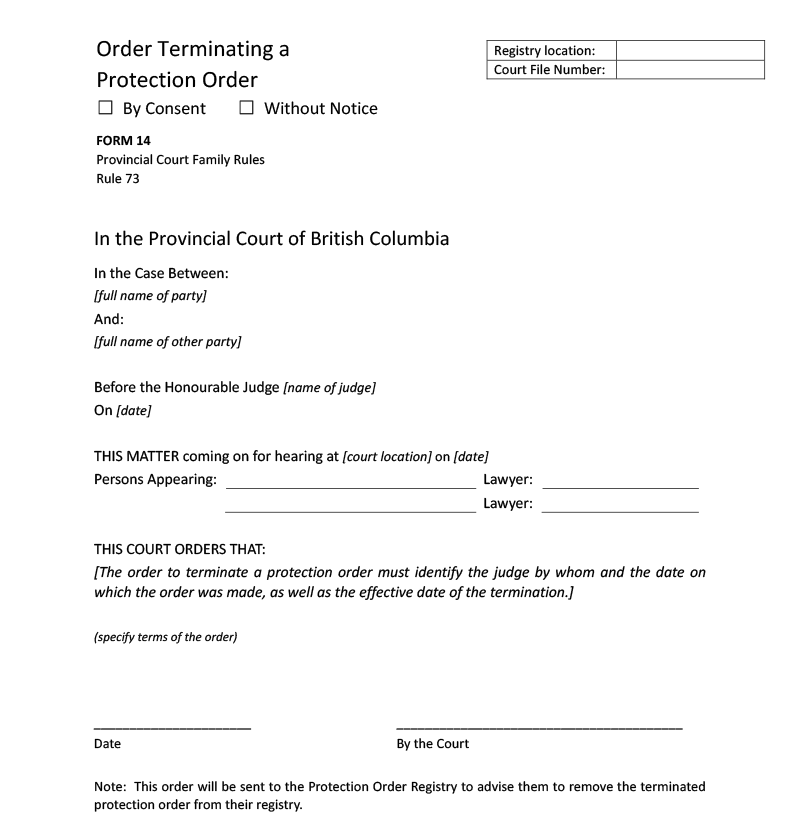 Order Terminating a
Protection Order
☐ By Consent ☐ Without Notice
Registry location:
Court File Number:
FORM 14
Provincial Court Family Rules
Rule 73
In the Provincial Court of British Columbia
In the Case Between:
[full name of party]
And:
[full name of other party]
Before the Honourable Judge [name of judge]
On [date]
THIS MATTER coming on for hearing at [court location] on [date]
Persons Appearing: Lawyer:
Lawyer:
THIS COURT ORDERS THAT:
[The order to terminate a protection order must identify the judge by whom and the date on
which the order was made, as well as the effective date of the termination.]
(specify terms of the order)
Date By the Court
Note: This order will be sent to the Protection Order Registry to advise them to remove the terminated
protection order from their registry.